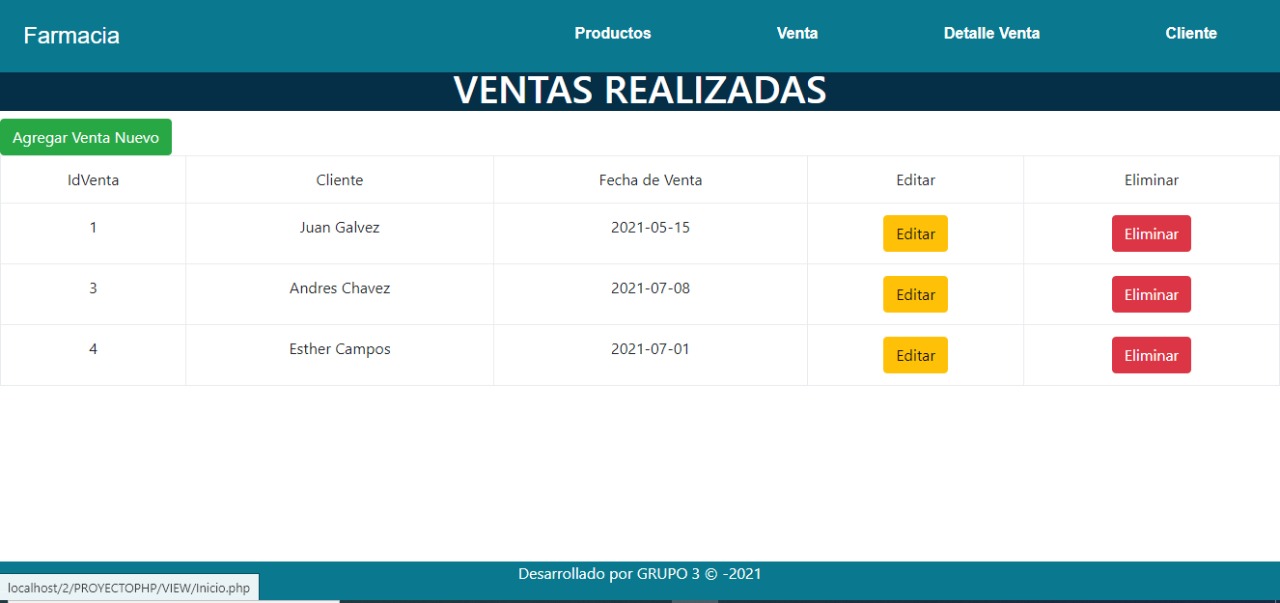 Farmacia Productos Venta Detalle Venta Cliente
VENTAS REALIZADAS
Agregar Venta Nuevo
IdVenta Cliente Fecha de Venta Editar Eliminar
1 Juan Galvez 2021-05-15 Editar Eliminar
3 Andres Chavez 2021-07-08 Editar Eliminar
4 Esther Campos 2021-07-01 Editar Eliminar
Desarrollado por GRUPO 3 © -2021
localhost/2/PROYECTOPHP/VIEW/Inicio.php